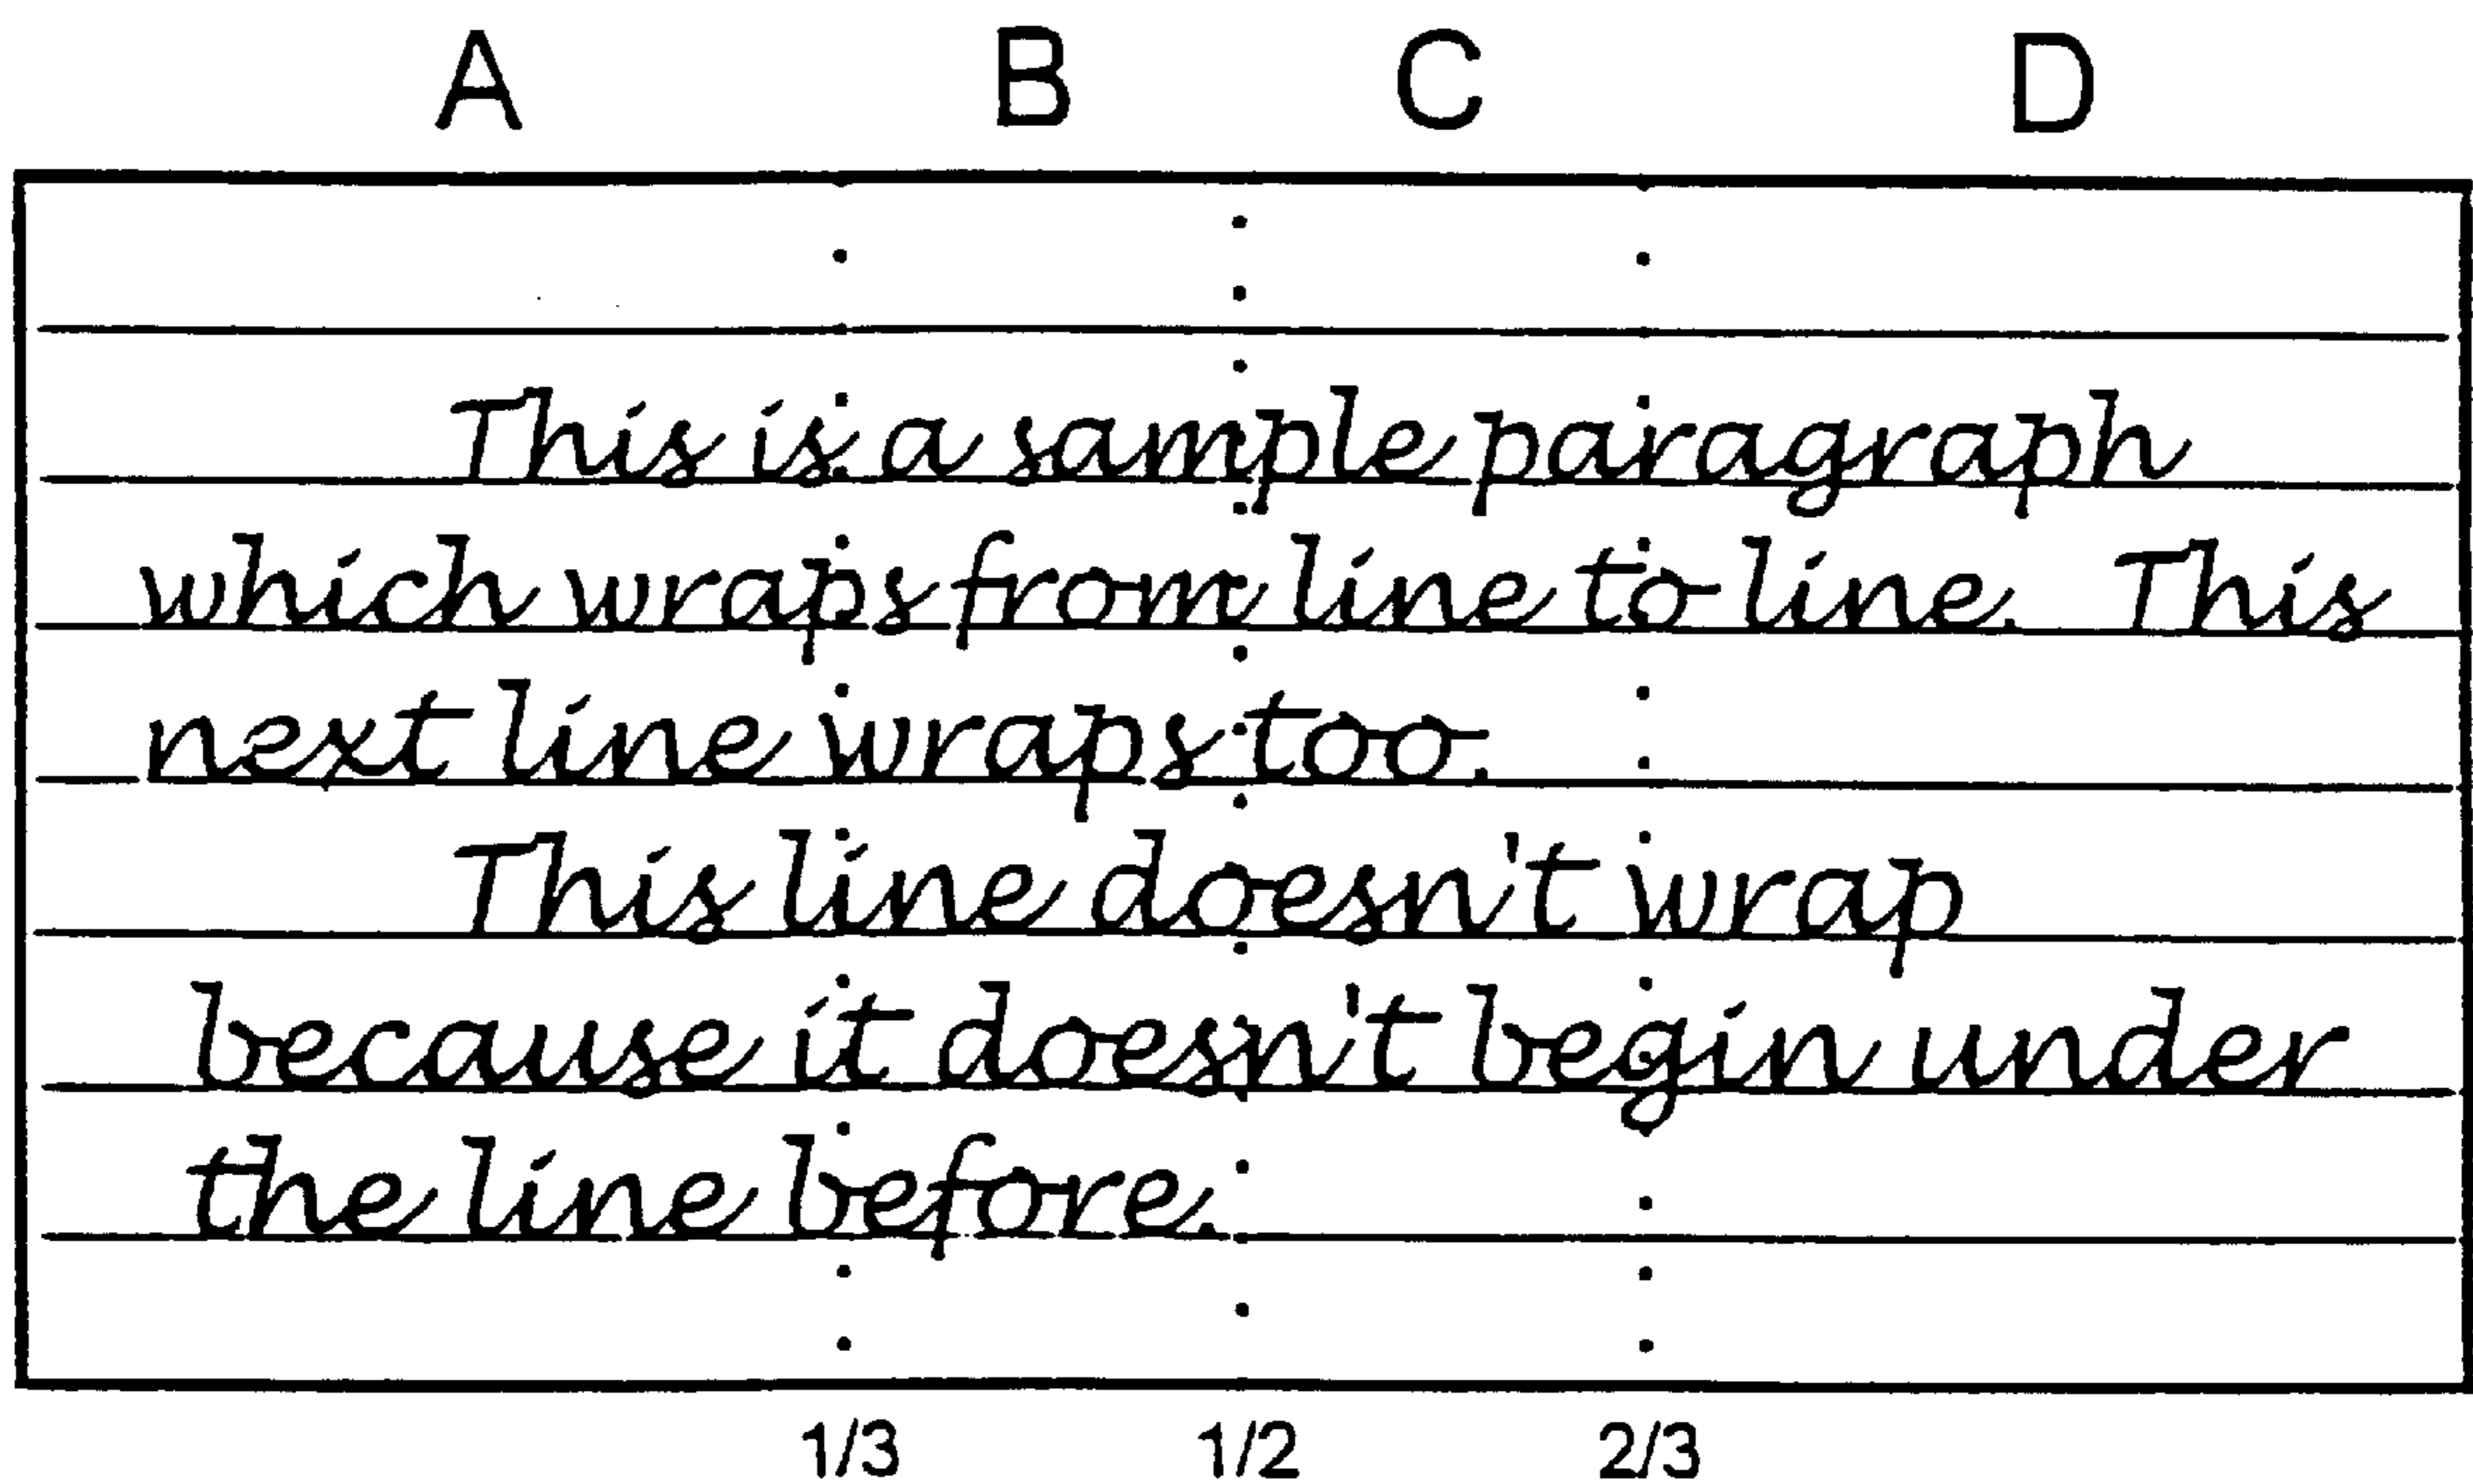 A B C D
This is a sample paragraph
which wraps from line to line. This
next line wraps too.
This line doesn't wrap
because it doesn't begin under
the line before.
1/3 1/2 2/3